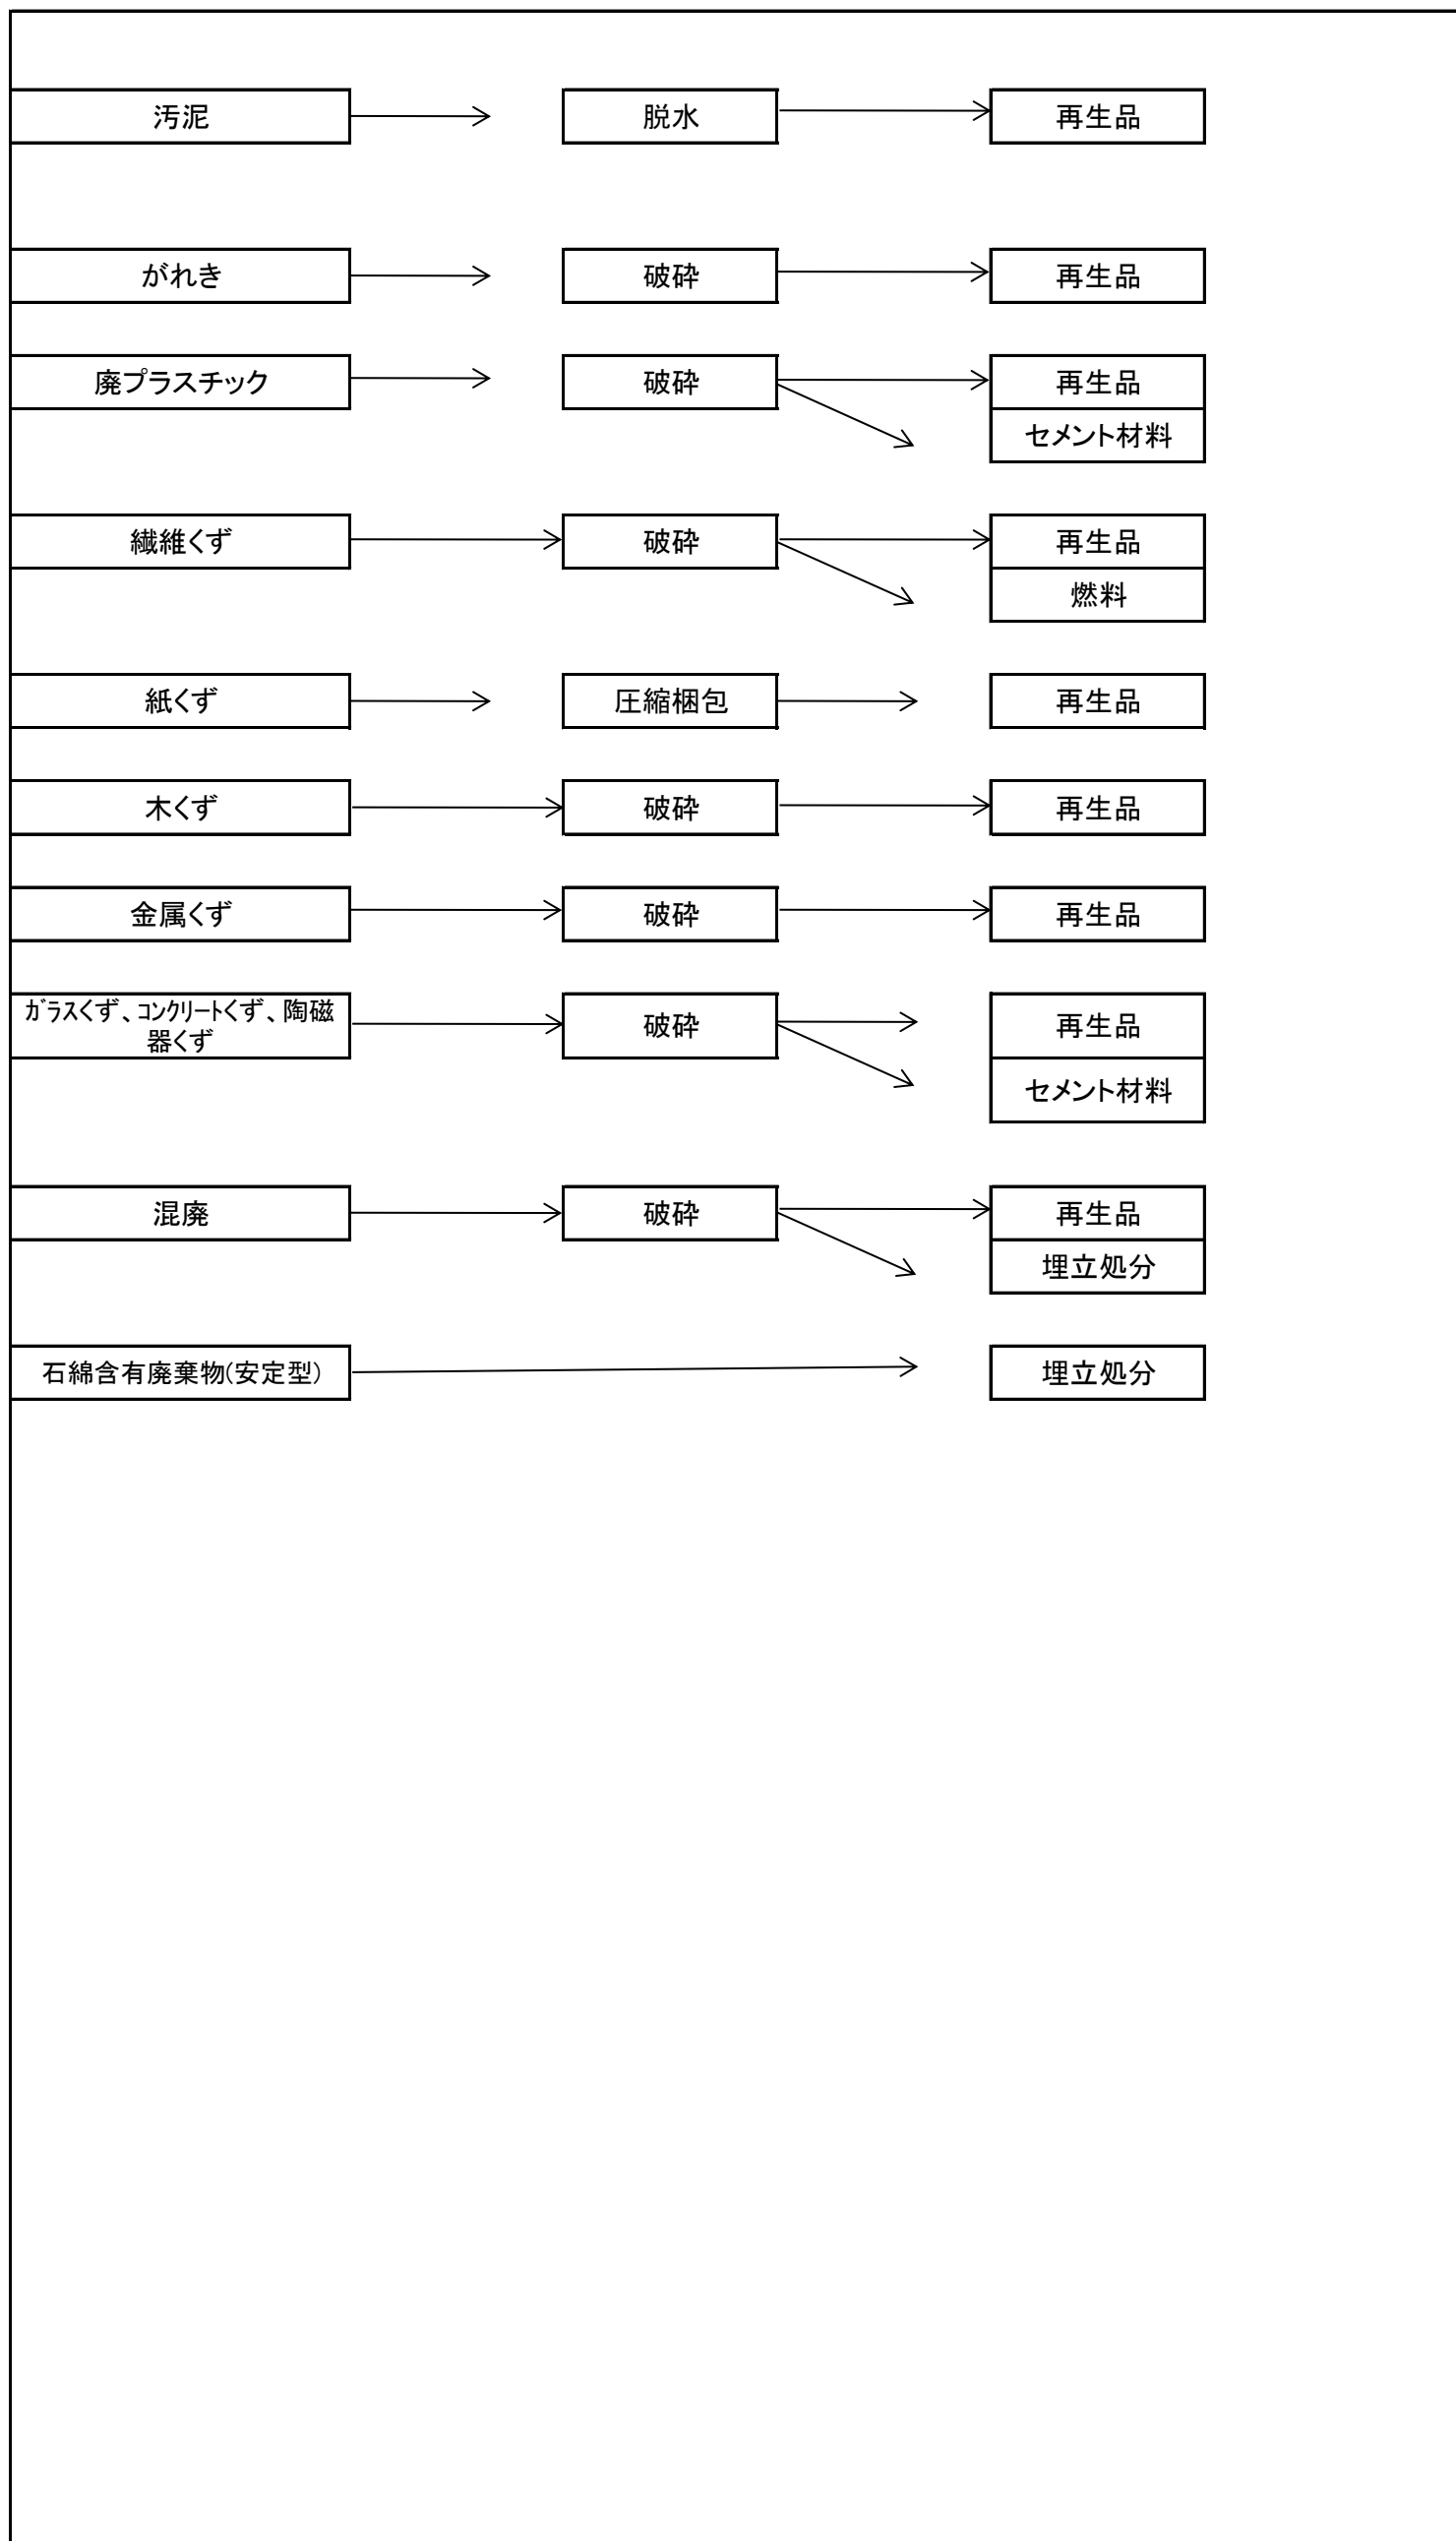 汚泥 脱水 再生品
がれき 破砕 再生品
廃プラスチック 破砕 再生品
セメント材料
繊維くず 破砕 再生品
燃料
紙くず 圧縮梱包 再生品
木くず 破砕 再生品
金属くず 破砕 再生品
ｶﾞﾗｽくず、ｺﾝｸﾘｰﾄくず、陶磁
器くず
破砕 再生品
セメント材料
混廃 破砕 再生品
埋立処分
石綿含有廃棄物(安定型) 埋立処分